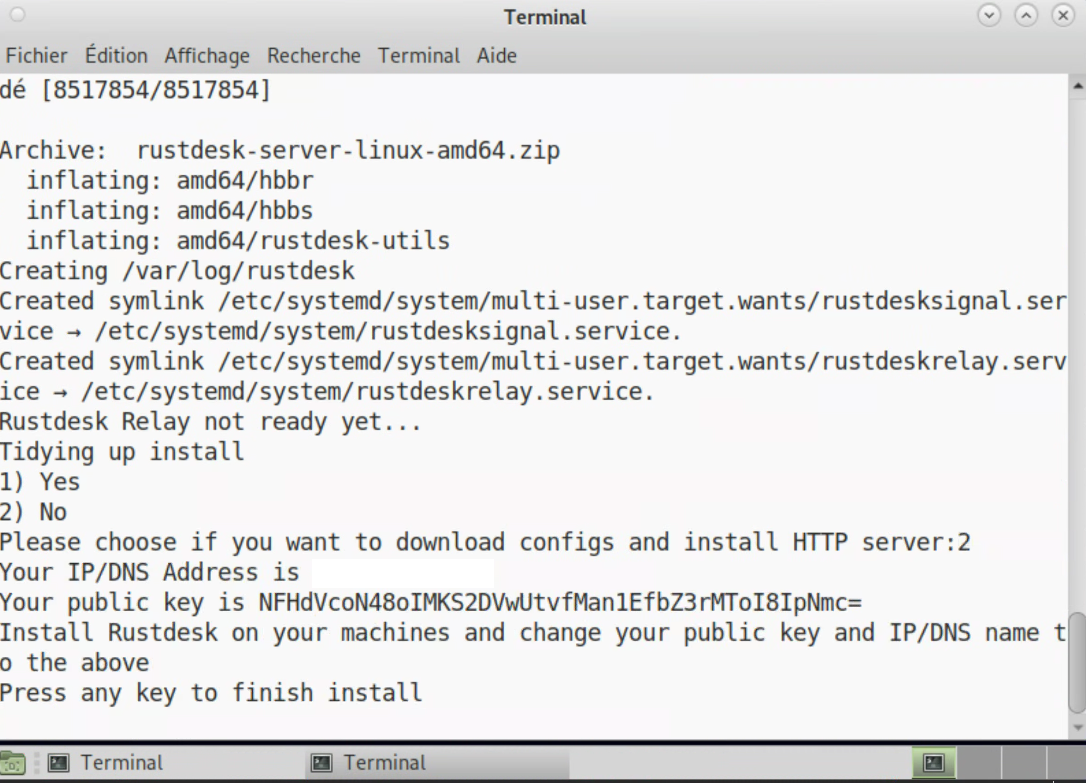 Terminal
Fichier Édition Affichage Recherche Terminal Aide
dé [8517854/8517854]
Archive:  rustdesk-server-linux-amd64.zip
  inflating: amd64/hbbr
  inflating: amd64/hbbs
  inflating: amd64/rustdesk-utils
Creating /var/log/rustdesk
Created symlink /etc/systemd/system/multi-user.target.wants/rustdesksignal.ser
vice → /etc/systemd/system/rustdesksignal.service.
Created symlink /etc/systemd/system/multi-user.target.wants/rustdeskrelay.serv
ice → /etc/systemd/system/rustdeskrelay.service.
Rustdesk Relay not ready yet...
Tidying up install
1) Yes
2) No
Please choose if you want to download configs and install HTTP server:2
Your IP/DNS Address is
Your public key is NFHdVcoN48oIMKS2DVwUtvfMan1EfbZ3rMToI8IpNmc=
Install Rustdesk on your machines and change your public key and IP/DNS name t
o the above
Press any key to finish install
Terminal Terminal